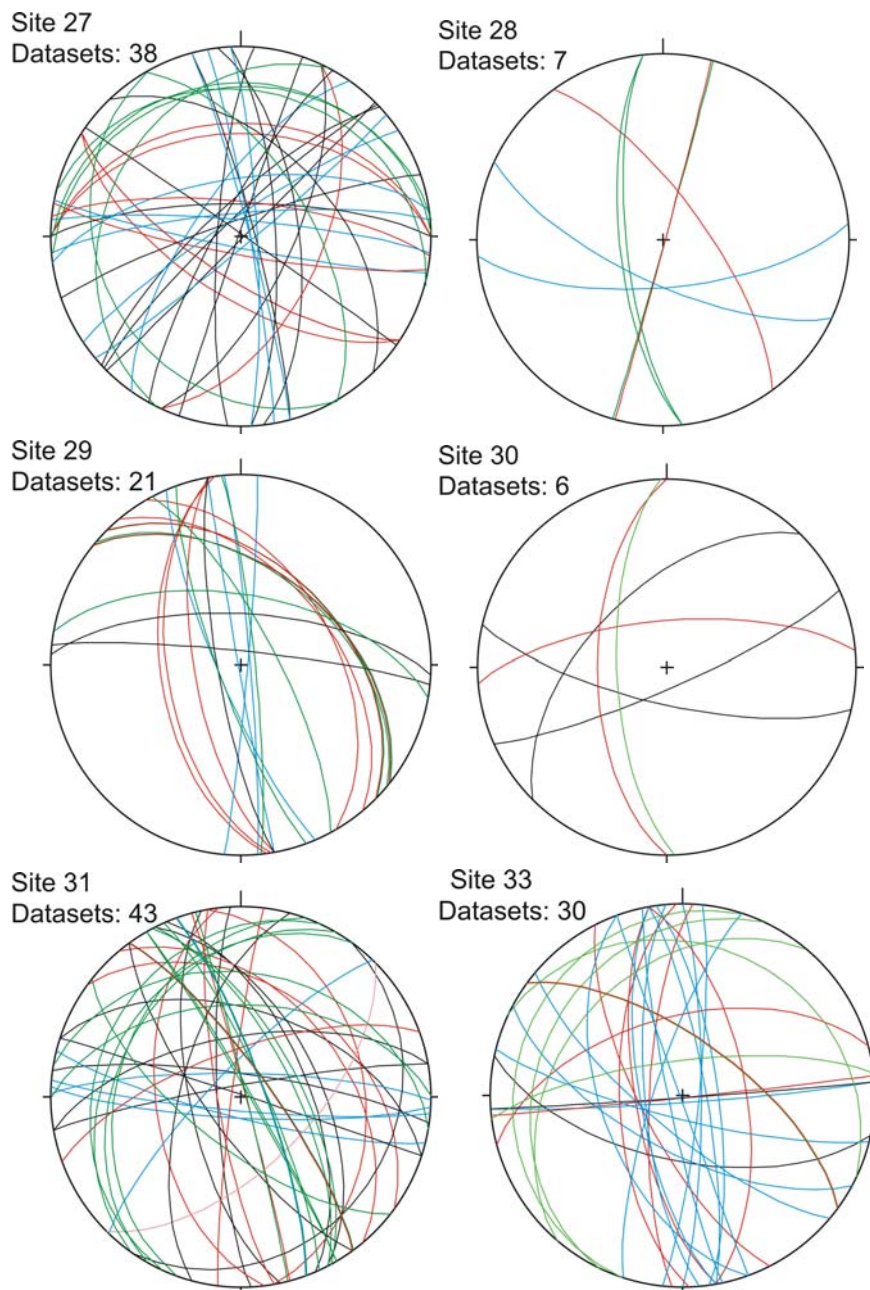 Site 27
Datasets: 38
Site 28
Datasets: 7
Site 29
Datasets: 21
Site 30
Datasets: 6
Site 31
Datasets: 43
Site 33
Datasets: 30